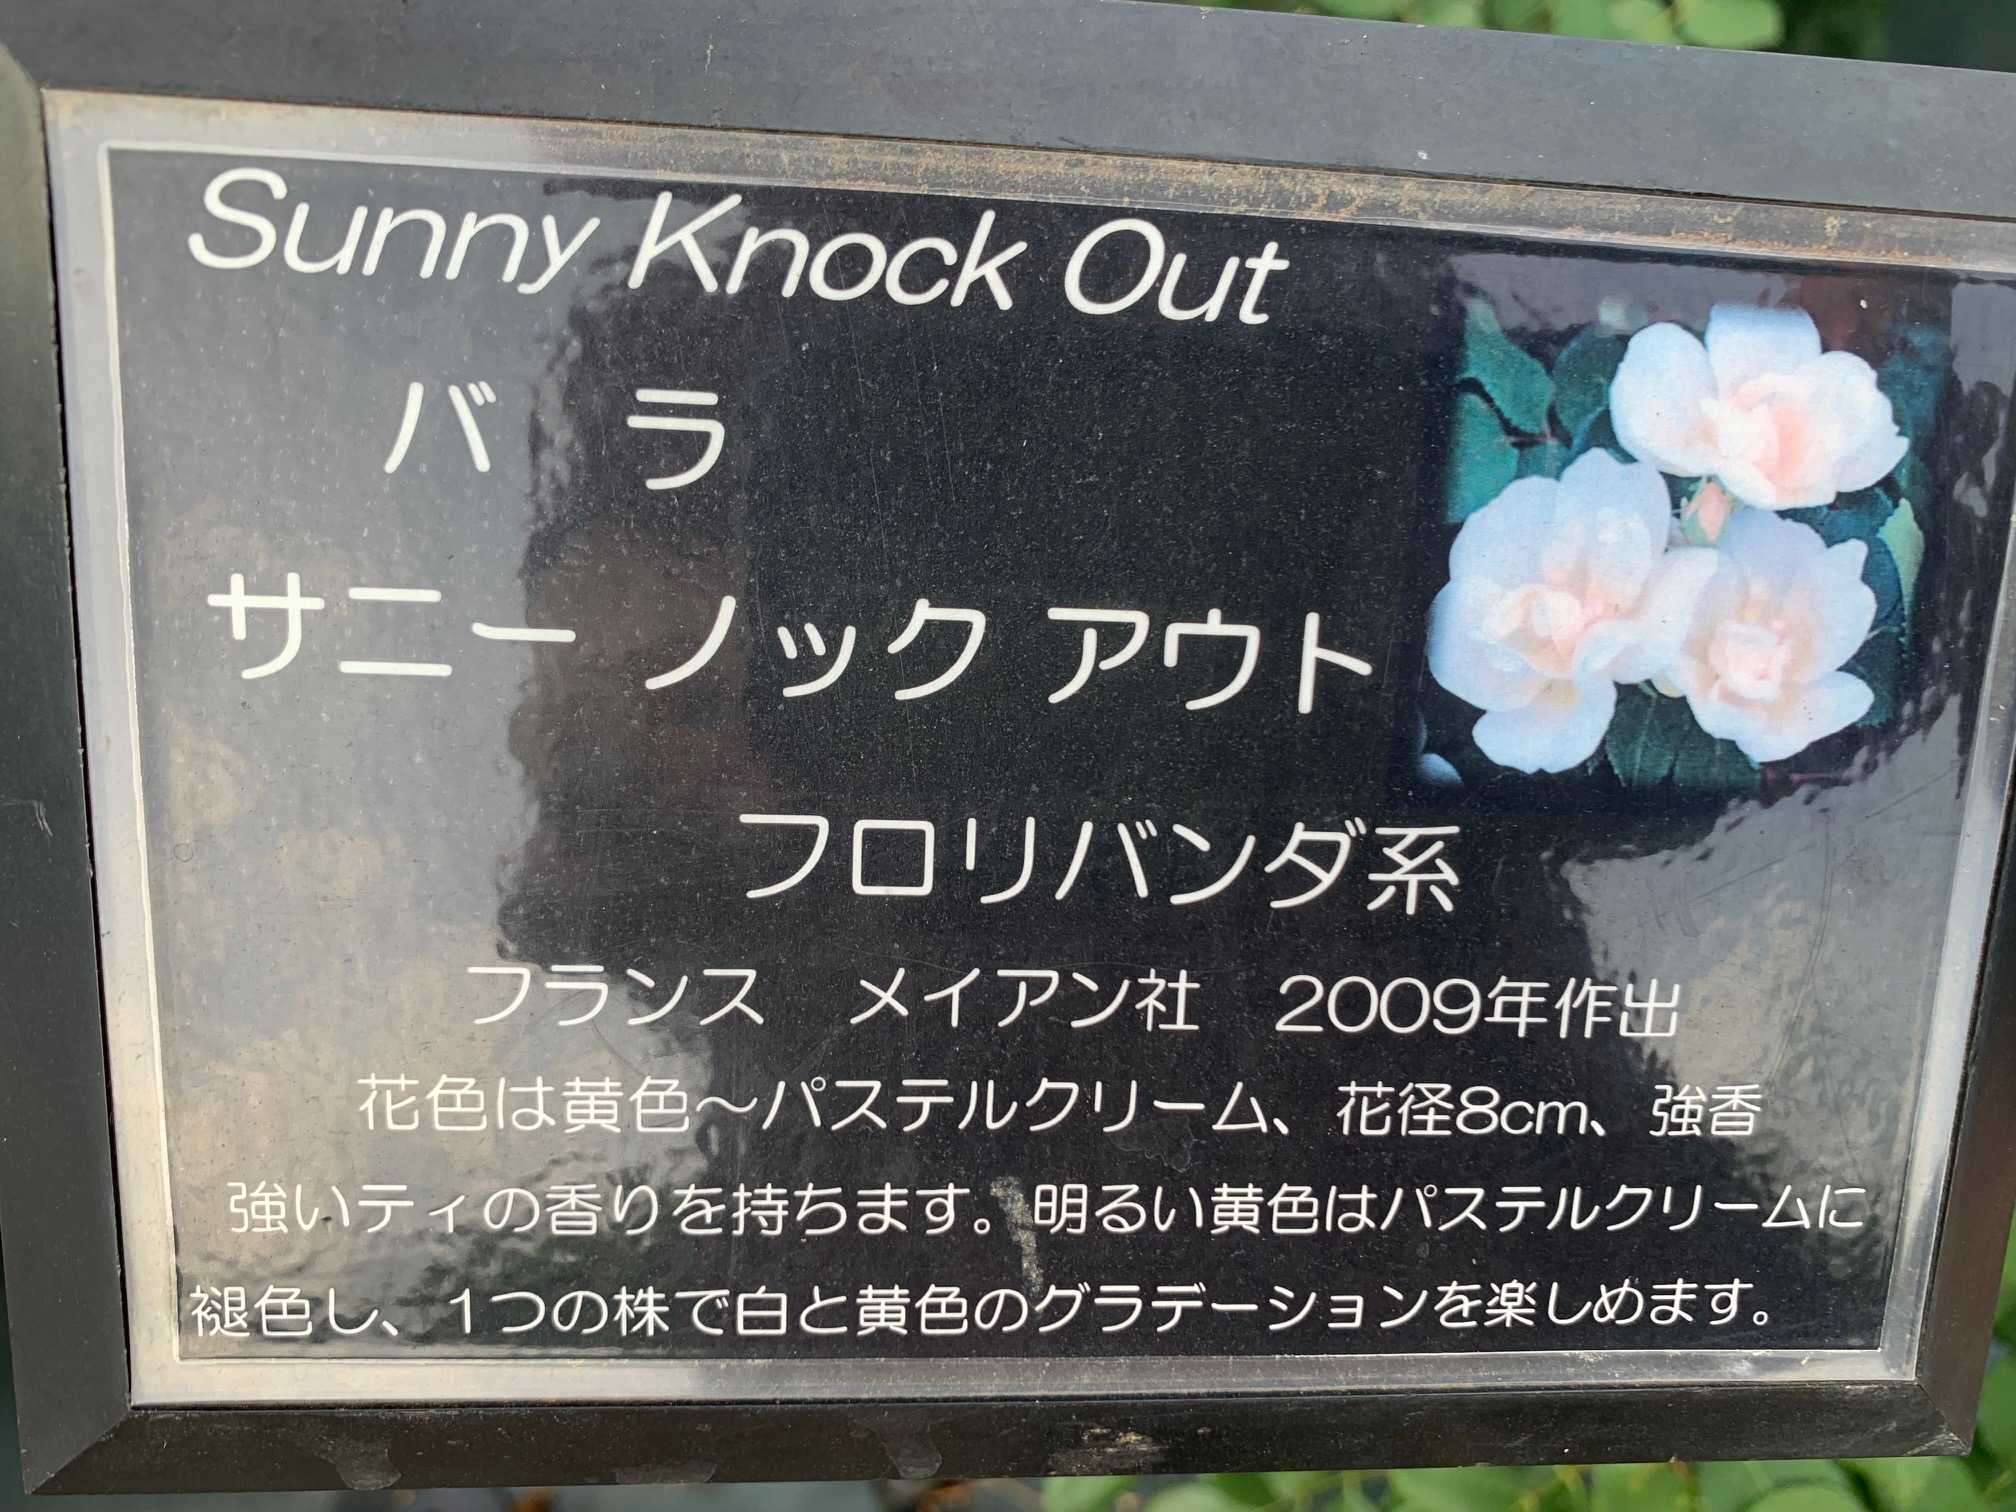 Sunny Knock Out
バラ
サニー ノック アウト
フロリバンダ系
フランス　メイアン社　2009年作出
花色は黄色～パステルクリーム、花径8cm、強香
強いティの香りを持ちます。明るい黄色はパステルクリームに
褪色し、1つの株で白と黄色のグラデーションを楽しめます。